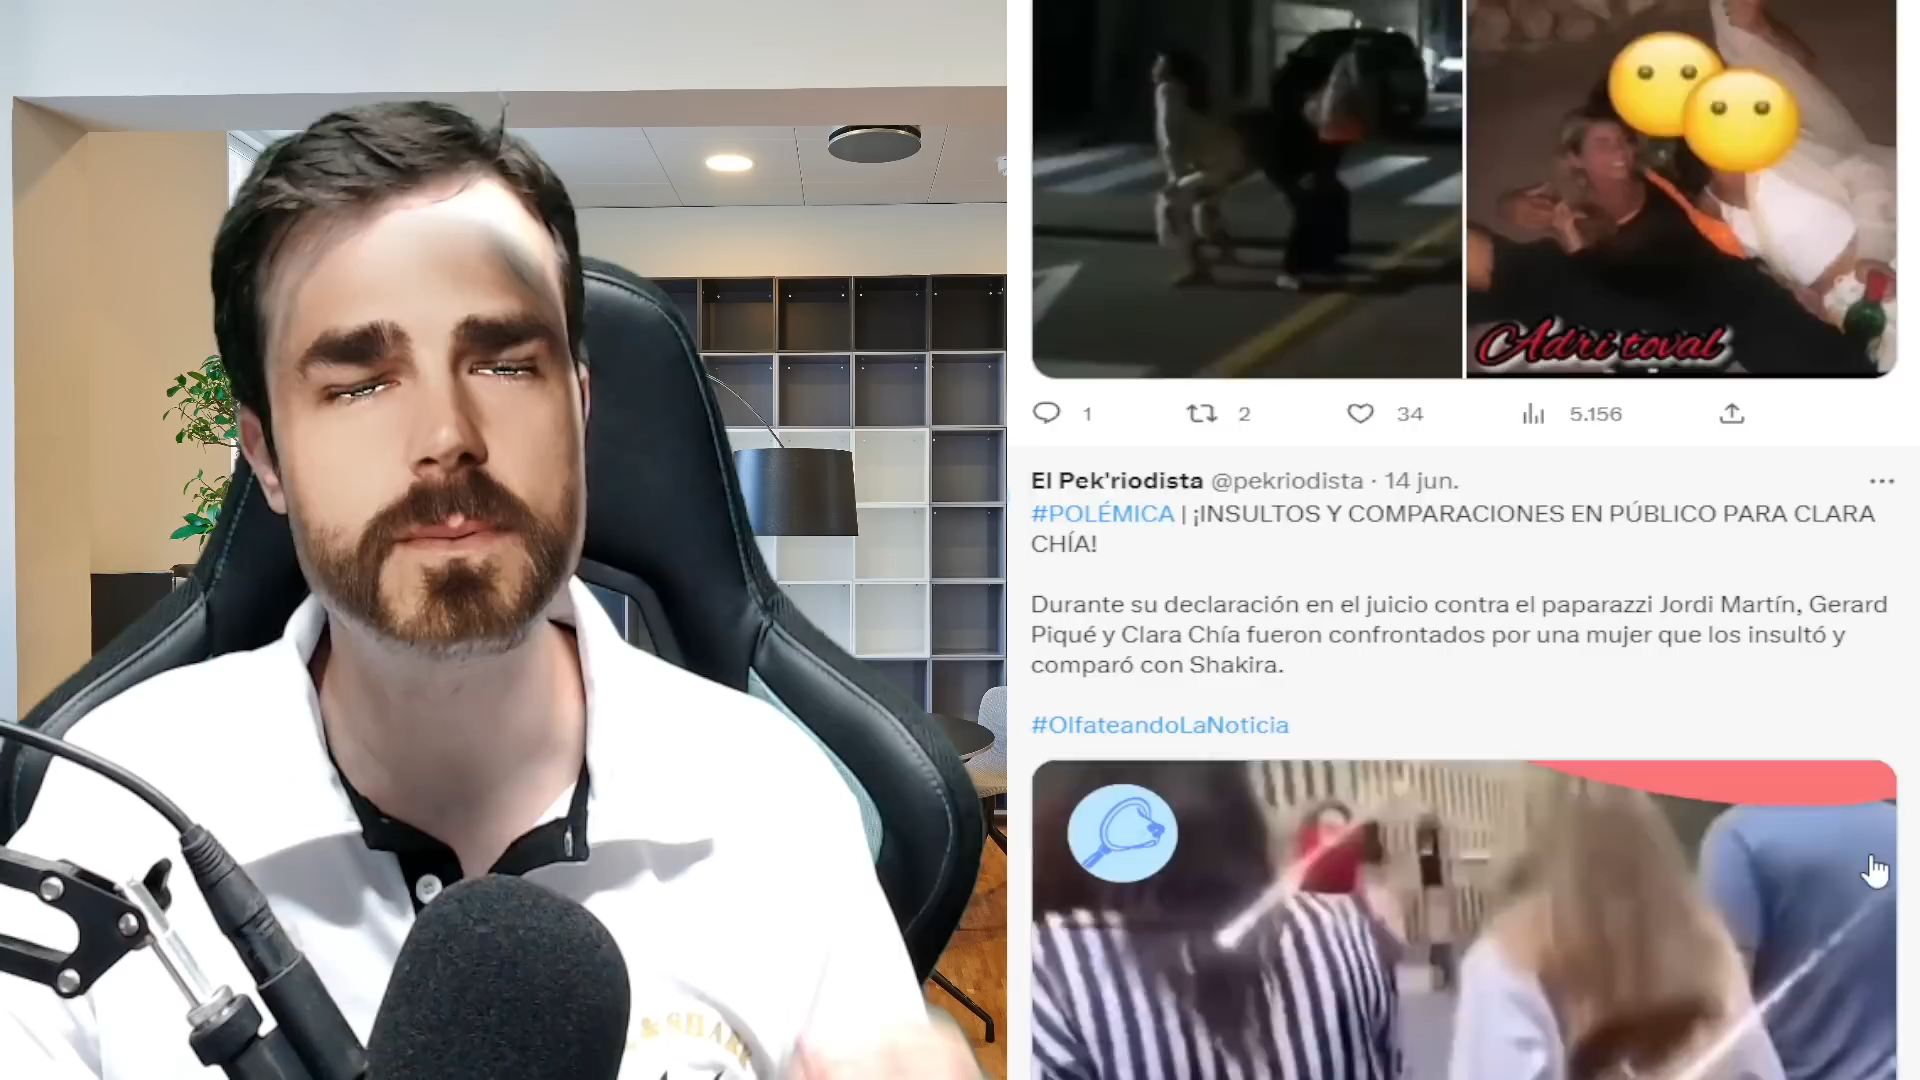 Adri toval
1
2
34
5.156
El Pek'riodista @pekriodista · 14 jun.
#POLÉMICA | ¡INSULTOS Y COMPARACIONES EN PÚBLICO PARA CLARA
CHÍA!
Durante su declaración en el juicio contra el paparazzi Jordi Martín, Gerard
Piqué y Clara Chía fueron confrontados por una mujer que los insultó y
comparó con Shakira.
#OlfateandoLaNoticia